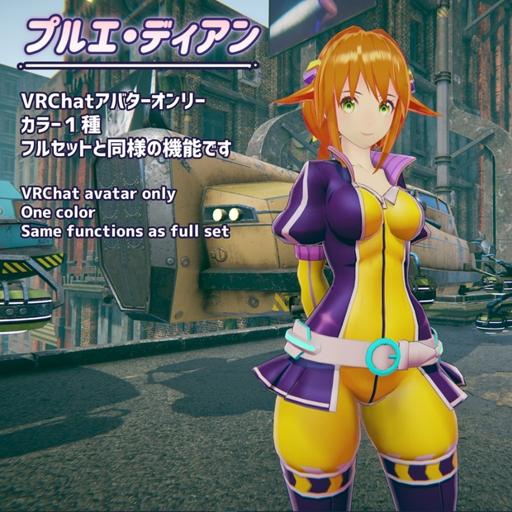 プルエ・ディアン
VRChatアバターオンリー
カラー１種
フルセットと同様の機能です
VRChat avatar only
One color
Same functions as full set